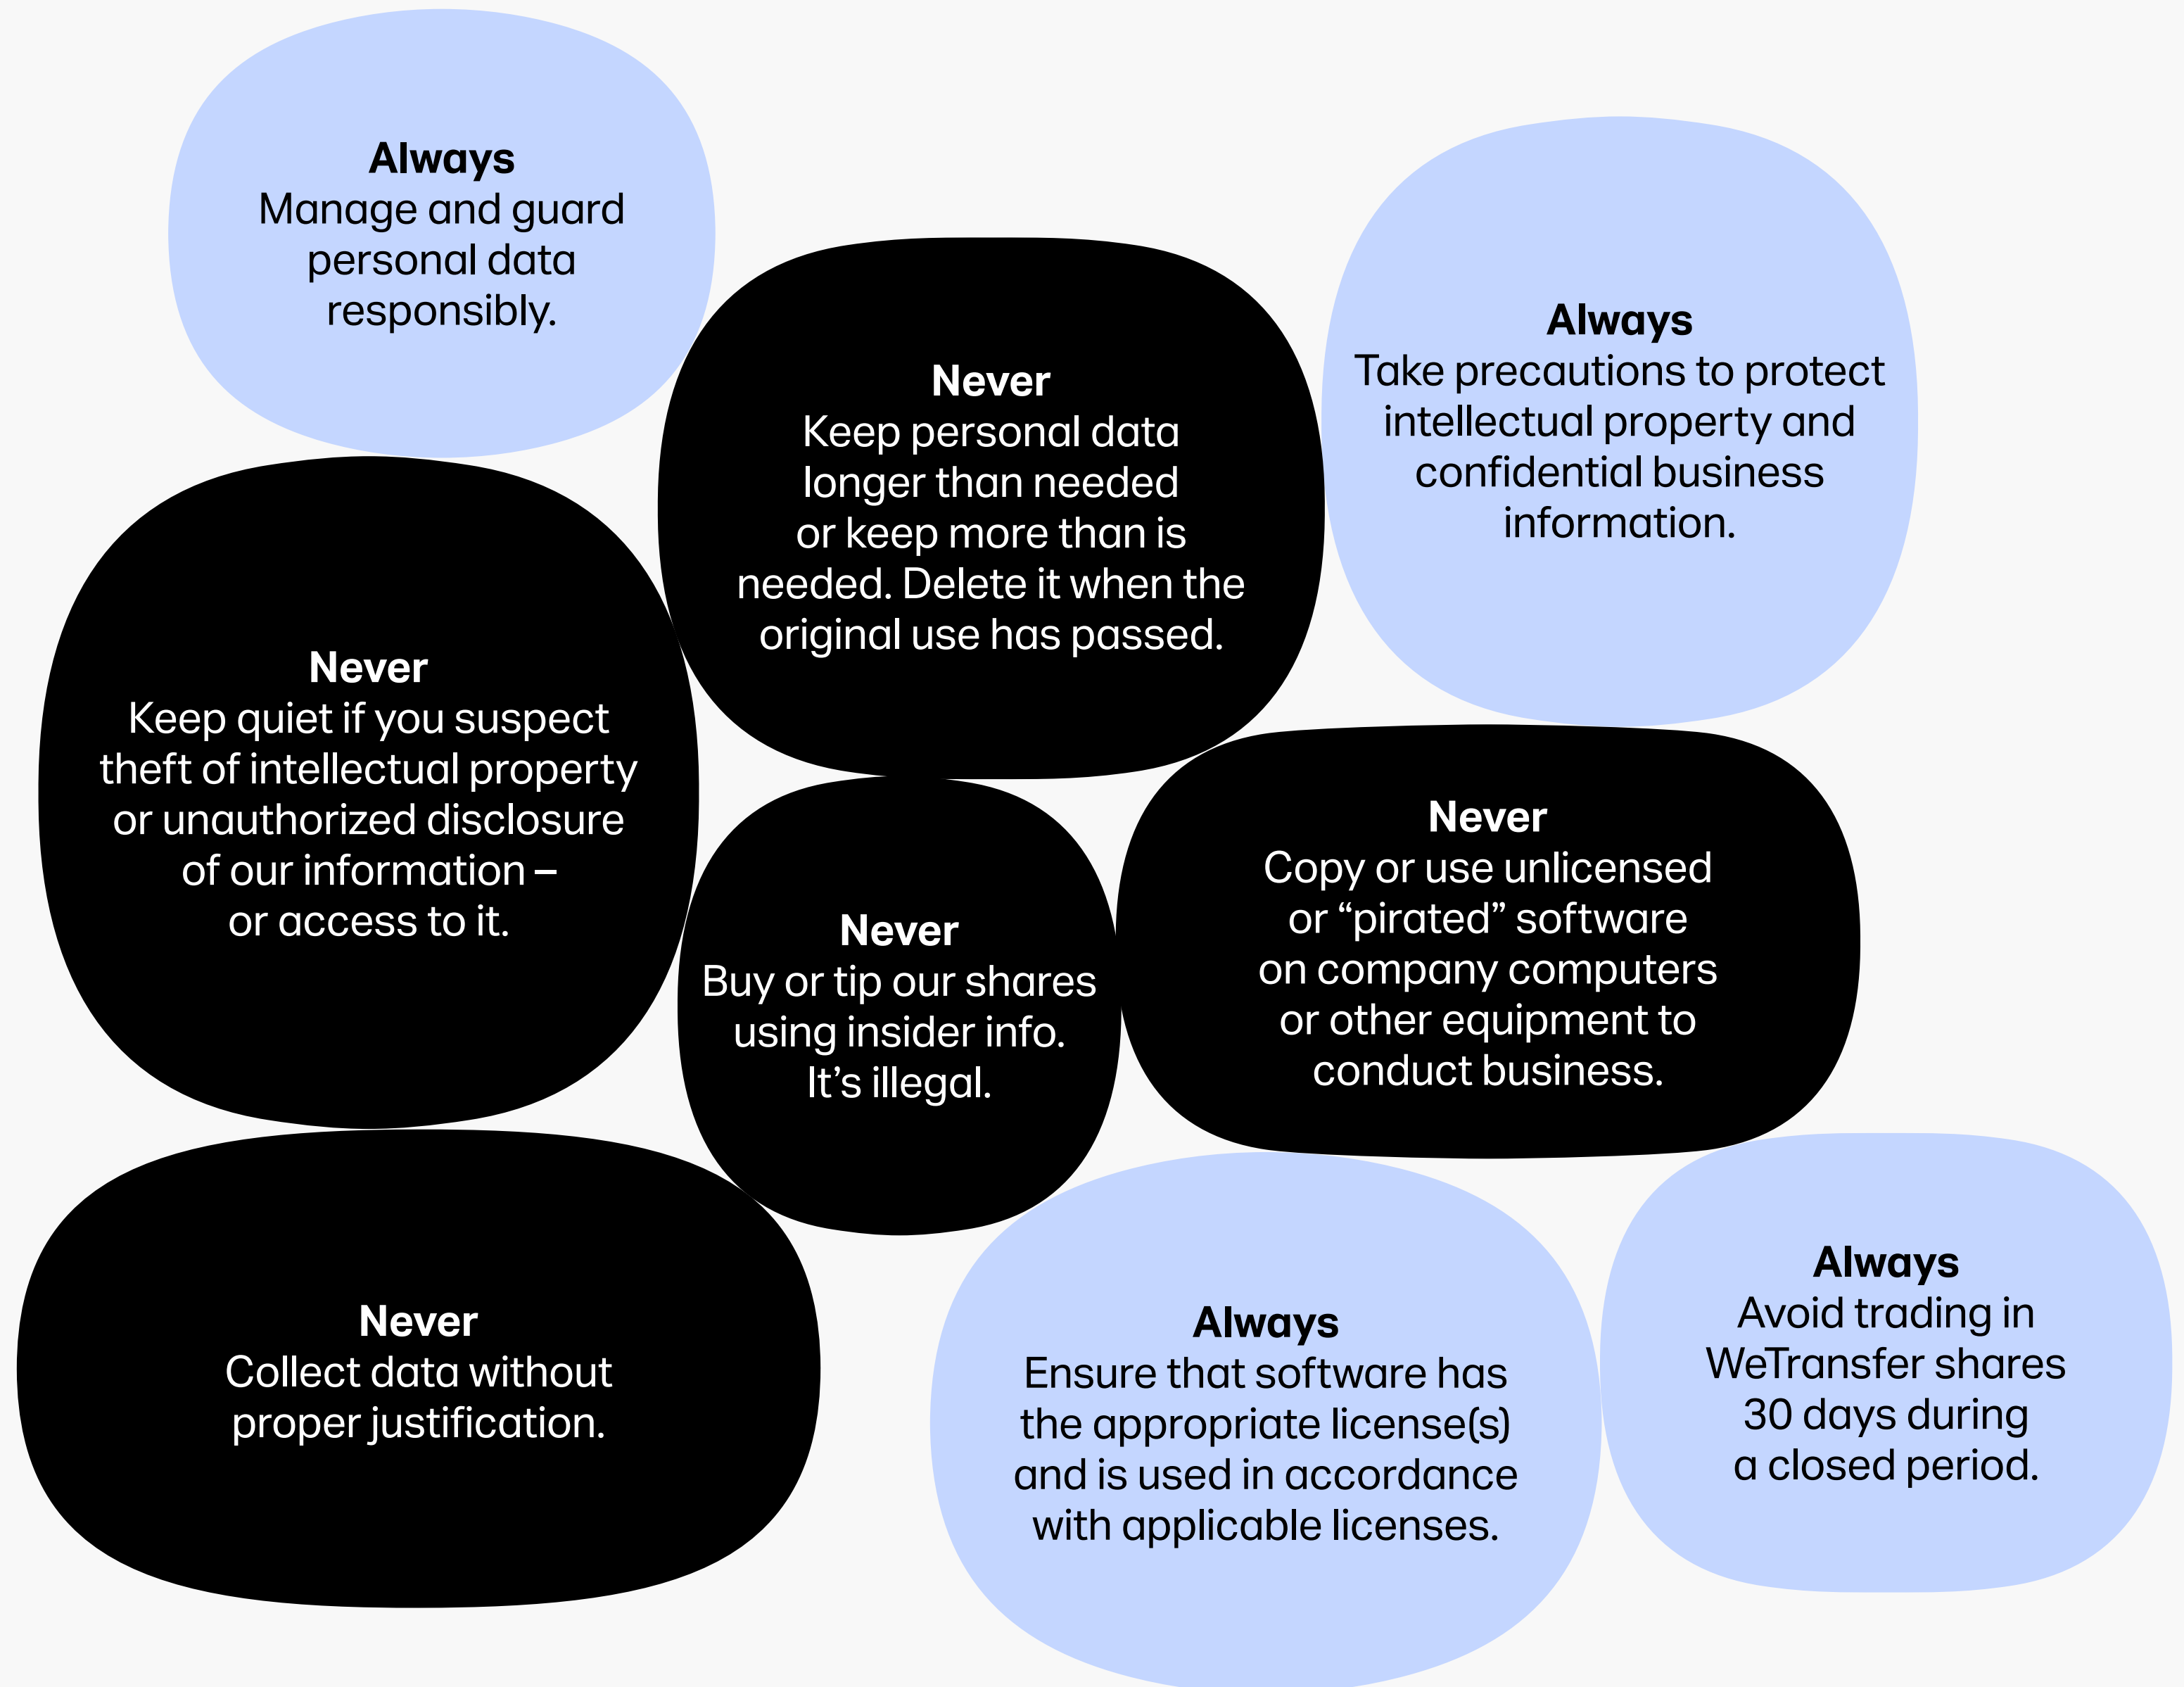 Always
Manage and guard
personal data
responsibly.
Never
Keep personal data
longer than needed
or keep more than is
needed. Delete it when the
original use has passed.
Always
Take precautions to protect
intellectual property and
confidential business
information.
Never
Keep quiet if you suspect
theft of intellectual property
or unauthorized disclosure
of our information –
or access to it.
Never
Buy or tip our shares
using insider info.
It’s illegal.
Never
Copy or use unlicensed
or “pirated” software
on company computers
or other equipment to
conduct business.
Never
Collect data without
proper justification.
Always
Ensure that software has
the appropriate license(s)
and is used in accordance
with applicable licenses.
Always
Avoid trading in
WeTransfer shares
30 days during
a closed period.